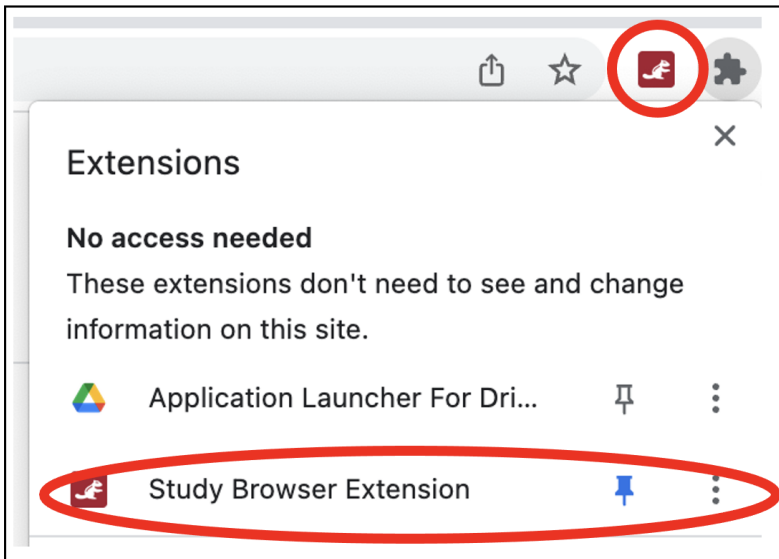 Extensions
No access needed
These extensions don't need to see and change
information on this site.
Application Launcher For Dri...
Study Browser Extension